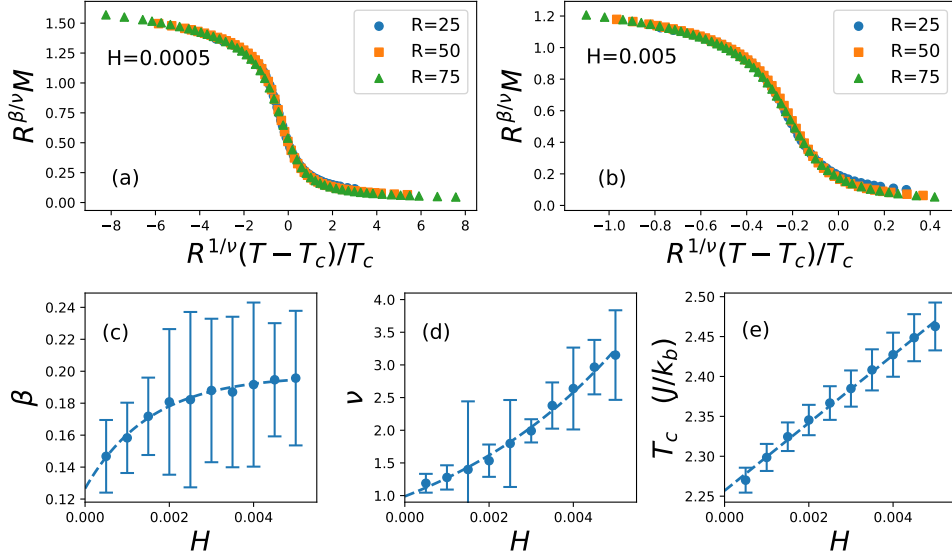 R^{β/ν}M
1.50
1.25
1.00
0.75
0.50
0.25
0.00
H=0.0005
R=25
R=50
R=75
(a)
−8 −6 −4 −2 0 2 4 6 8
R^{1/ν}(T − T_c)/T_c
R^{β/ν}M
1.2
1.0
0.8
0.6
0.4
0.2
0.0
H=0.005
R=25
R=50
R=75
(b)
−1.0 −0.8 −0.6 −0.4 −0.2 0.0 0.2 0.4
R^{1/ν}(T − T_c)/T_c
β
0.24
0.22
0.20
0.18
0.16
0.14
0.12
(c)
0.000 0.002 0.004
H
ν
4.0
3.5
3.0
2.5
2.0
1.5
1.0
(d)
0.000 0.002 0.004
H
T_c (J/k_b)
2.50
2.45
2.40
2.35
2.30
2.25
(e)
0.000 0.002 0.004
H